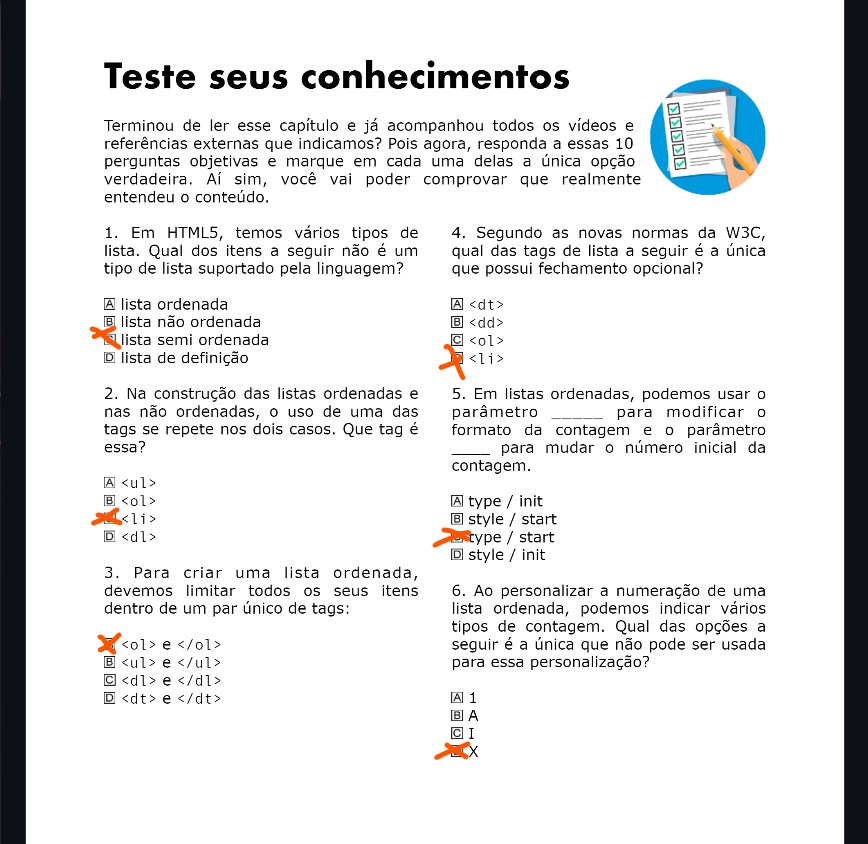 Teste seus conhecimentos
Terminou de ler esse capítulo e já acompanhou todos os vídeos e
referências externas que indicamos? Pois agora, responda a essas 10
perguntas objetivas e marque em cada uma delas a única opção
verdadeira. Aí sim, você vai poder comprovar que realmente
entendeu o conteúdo.
1. Em HTML5, temos vários tipos de
lista. Qual dos itens a seguir não é um
tipo de lista suportado pela linguagem?
A lista ordenada
B lista não ordenada
lista semi ordenada
D lista de definição
2. Na construção das listas ordenadas e
nas não ordenadas, o uso de uma das
tags se repete nos dois casos. Que tag é
essa?
A <ul>
B <ol>
<li>
D <dl>
3. Para criar uma lista ordenada,
devemos limitar todos os seus itens
dentro de um par único de tags:
<ol> e </ol>
B <ul> e </ul>
C <dl> e </dl>
D <dt> e </dt>
4. Segundo as novas normas da W3C,
qual das tags de lista a seguir é a única
que possui fechamento opcional?
A <dt>
B <dd>
C <ol>
<li>
5. Em listas ordenadas, podemos usar o
parâmetro _____ para modificar o
formato da contagem e o parâmetro
____ para mudar o número inicial da
contagem.
A type / init
B style / start
type / start
D style / init
6. Ao personalizar a numeração de uma
lista ordenada, podemos indicar vários
tipos de contagem. Qual das opções a
seguir é a única que não pode ser usada
para essa personalização?
A 1
B A
C I
X